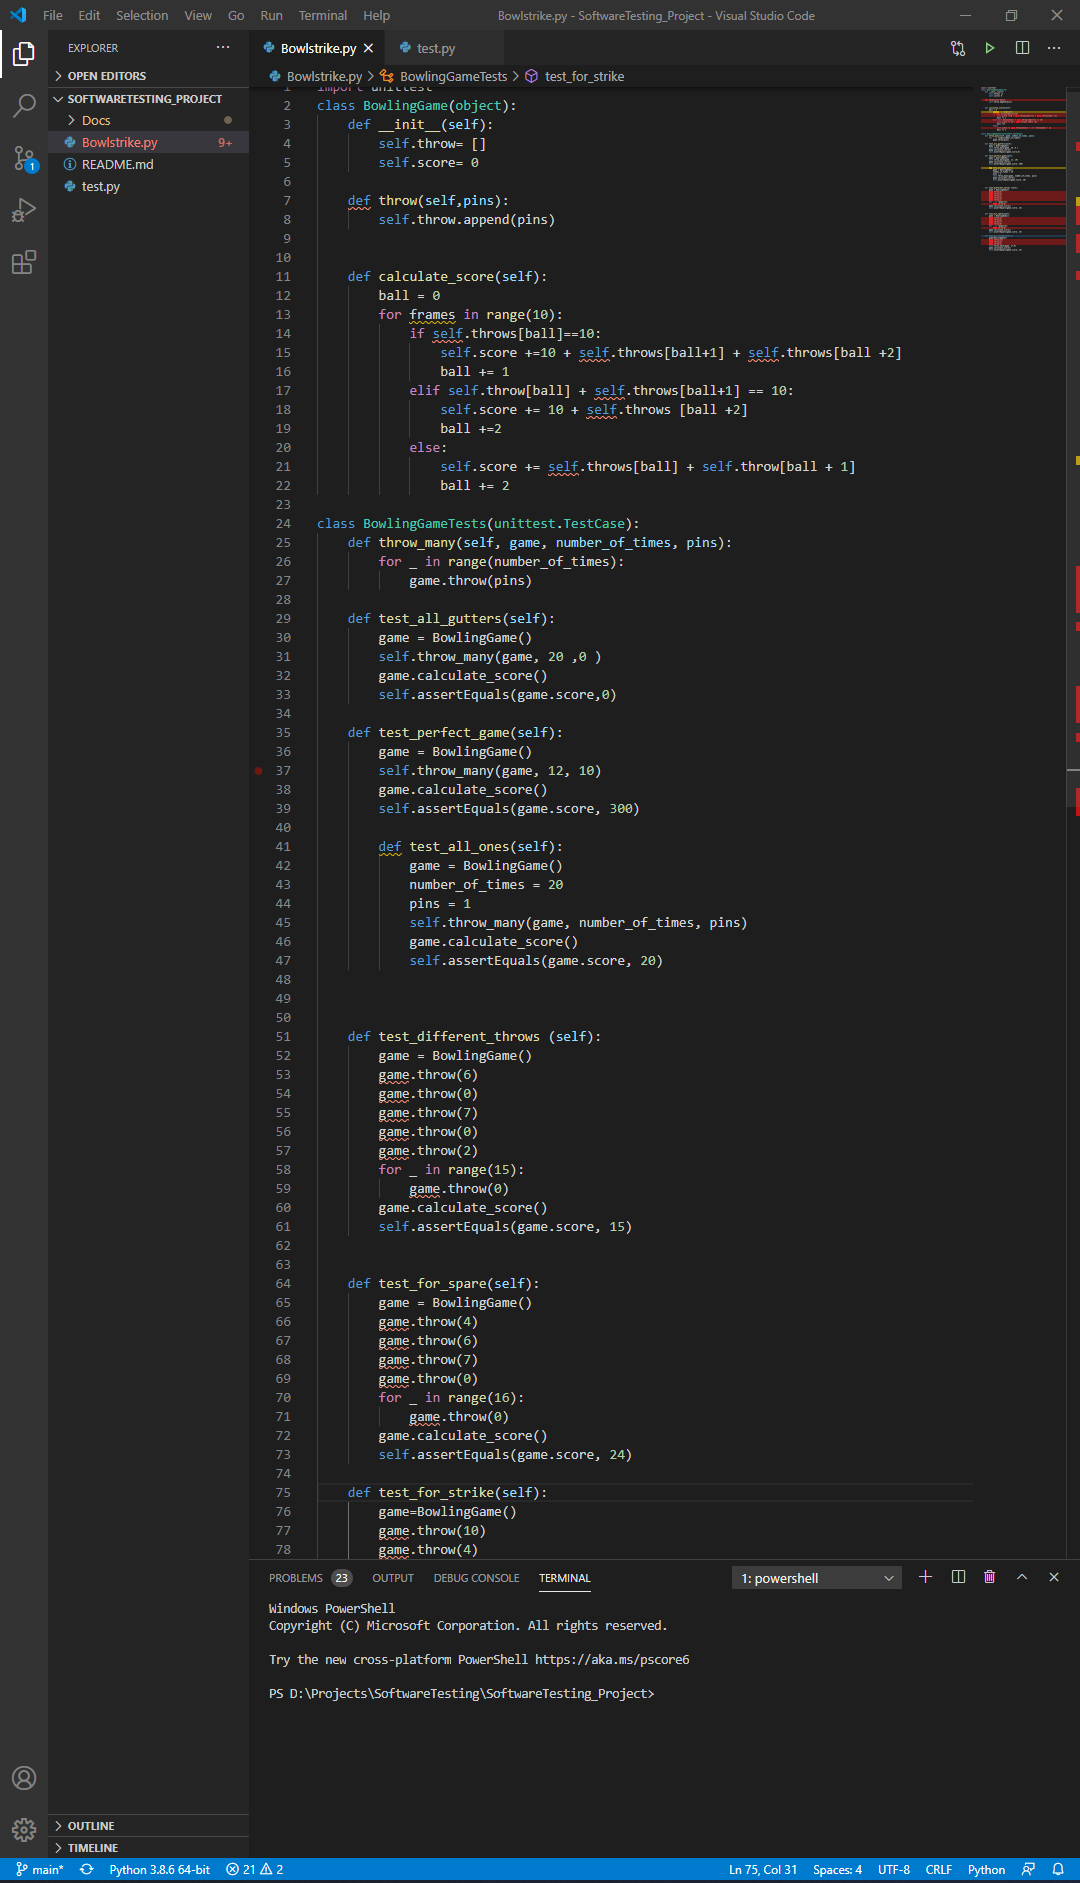 File Edit Selection View Go Run Terminal Help Bowlstrike.py - SoftwareTesting_Project - Visual Studio Code
EXPLORER ···
Bowlstrike.py × test.py
OPEN EDITORS
Bowlstrike.py > BowlingGameTests > test_for_strike
SOFTWARETESTING_PROJECT
Docs
Bowlstrike.py 9+
README.md
test.py
1
1 import unittest
2 class BowlingGame(object):
3 def __init__(self):
4 self.throw= []
5 self.score= 0
6
7 def throw(self,pins):
8 self.throw.append(pins)
9
10
11 def calculate_score(self):
12 ball = 0
13 for frames in range(10):
14 if self.throws[ball]==10:
15 self.score +=10 + self.throws[ball+1] + self.throws[ball +2]
16 ball += 1
17 elif self.throw[ball] + self.throws[ball+1] == 10:
18 self.score += 10 + self.throws [ball +2]
19 ball +=2
20 else:
21 self.score += self.throws[ball] + self.throw[ball + 1]
22 ball += 2
23
24 class BowlingGameTests(unittest.TestCase):
25 def throw_many(self, game, number_of_times, pins):
26 for _ in range(number_of_times):
27 game.throw(pins)
28
29 def test_all_gutters(self):
30 game = BowlingGame()
31 self.throw_many(game, 20 ,0 )
32 game.calculate_score()
33 self.assertEquals(game.score,0)
34
35 def test_perfect_game(self):
36 game = BowlingGame()
37 self.throw_many(game, 12, 10)
38 game.calculate_score()
39 self.assertEquals(game.score, 300)
40
41 def test_all_ones(self):
42 game = BowlingGame()
43 number_of_times = 20
44 pins = 1
45 self.throw_many(game, number_of_times, pins)
46 game.calculate_score()
47 self.assertEquals(game.score, 20)
48
49
50
51 def test_different_throws (self):
52 game = BowlingGame()
53 game.throw(6)
54 game.throw(0)
55 game.throw(7)
56 game.throw(0)
57 game.throw(2)
58 for _ in range(15):
59 game.throw(0)
60 game.calculate_score()
61 self.assertEquals(game.score, 15)
62
63
64 def test_for_spare(self):
65 game = BowlingGame()
66 game.throw(4)
67 game.throw(6)
68 game.throw(7)
69 game.throw(0)
70 for _ in range(16):
71 game.throw(0)
72 game.calculate_score()
73 self.assertEquals(game.score, 24)
74
75 def test_for_strike(self):
76 game=BowlingGame()
77 game.throw(10)
78 game.throw(4)
PROBLEMS 23 OUTPUT DEBUG CONSOLE TERMINAL 1: powershell
Windows PowerShell
Copyright (C) Microsoft Corporation. All rights reserved.
Try the new cross-platform PowerShell https://aka.ms/pscore6
PS D:\Projects\SoftwareTesting\SoftwareTesting_Project>
OUTLINE
TIMELINE
main* Python 3.8.6 64-bit 21 2 Ln 75, Col 31 Spaces: 4 UTF-8 CRLF Python